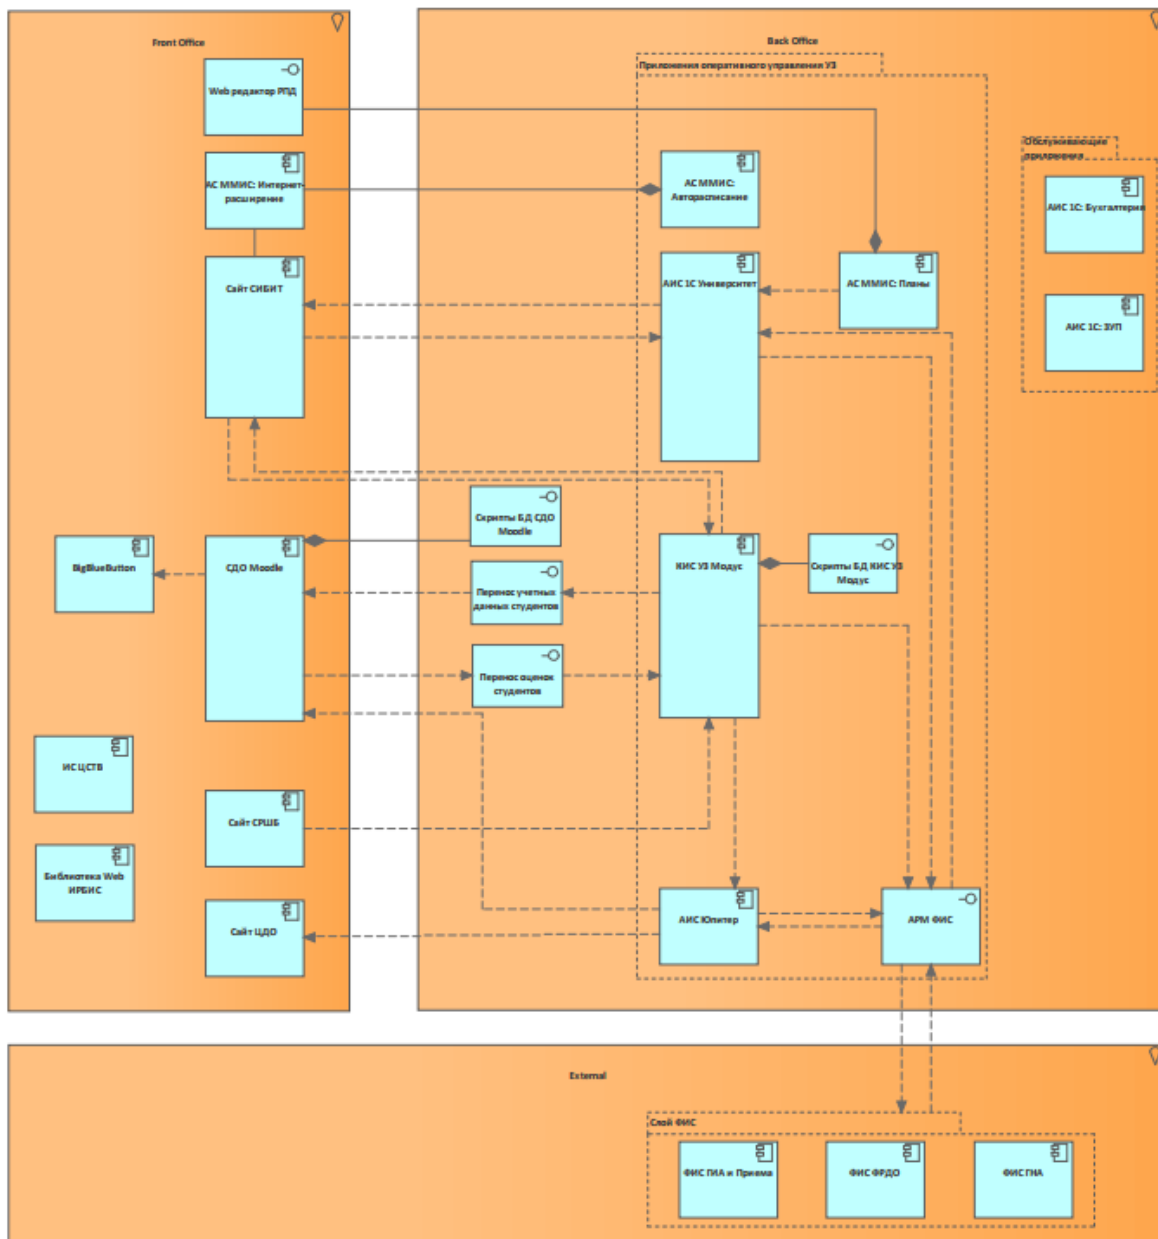 Front Office
Web редактор РПД
АС ММИС: Интернет-
расширение
Сайт СИБИТ
BigBlueButton
СДО Moodle
ИС ЦСТВ
Сайт СРШБ
Библиотека Web
ИРБИС
Сайт ЦДО
Back Office
Приложения оперативного управления УЗ
АС ММИС:
Авторасписание
АИС 1С Университет
АС ММИС: Планы
Обслуживающие
приложения
АИС 1С: Бухгалтерия
АИС 1С: ЗУП
Скрипты БД СДО
Moodle
КИС УЗ Модус
Скрипты БД КИС УЗ
Модус
Перенос учетных
данных студентов
Перенос оценок
студентов
АИС Юпитер
АРМ ФИС
External
Слой ФИС
ФИС ГИА и Приема
ФИС ФРДО
ФИС ГНА